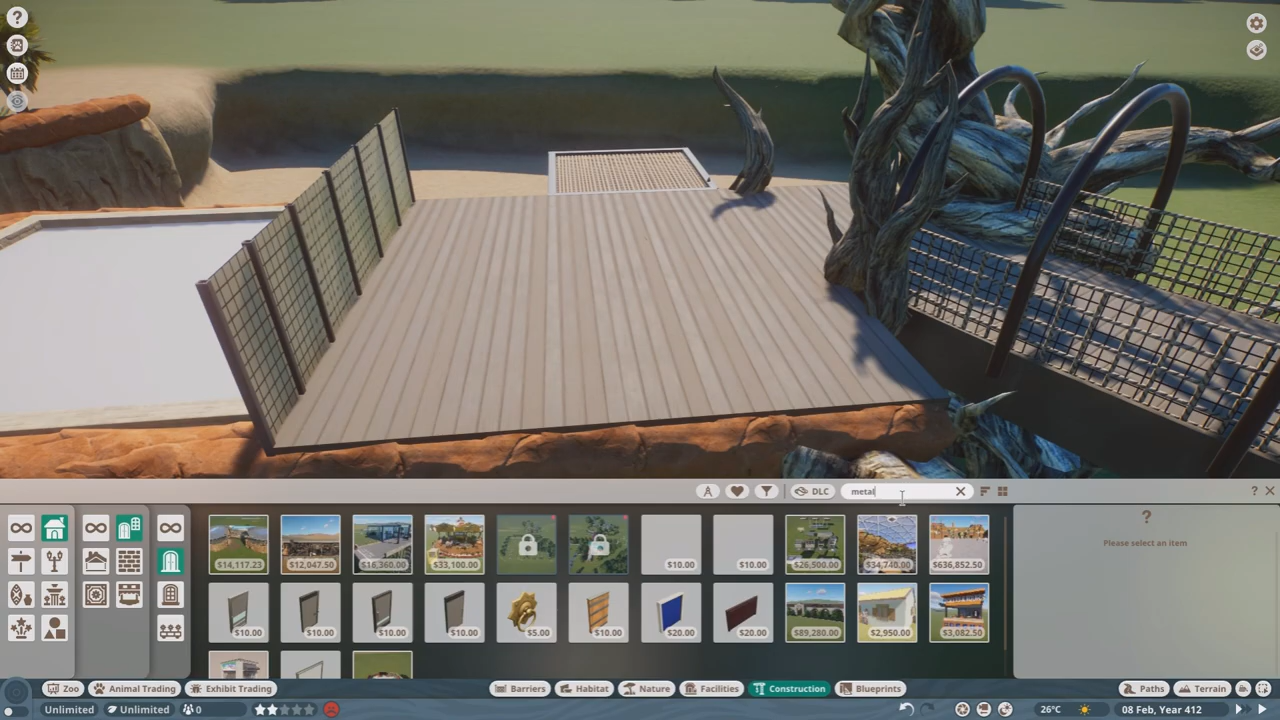 ?
DLC
metal
?
?
Please select an item
$14,117.23 $12,047.50 $16,360.00 $33,100.00 $10.00 $10.00 $26,500.00 $34,740.00 $636,852.50
$10.00 $10.00 $10.00 $10.00 $5.00 $10.00 $20.00 $20.00 $89,280.00 $2,950.00 $3,082.50
Zoo Animal Trading Exhibit Trading Barriers Habitat Nature Facilities Construction Blueprints Paths Terrain
Unlimited Unlimited 0 26°C 08 Feb, Year 412